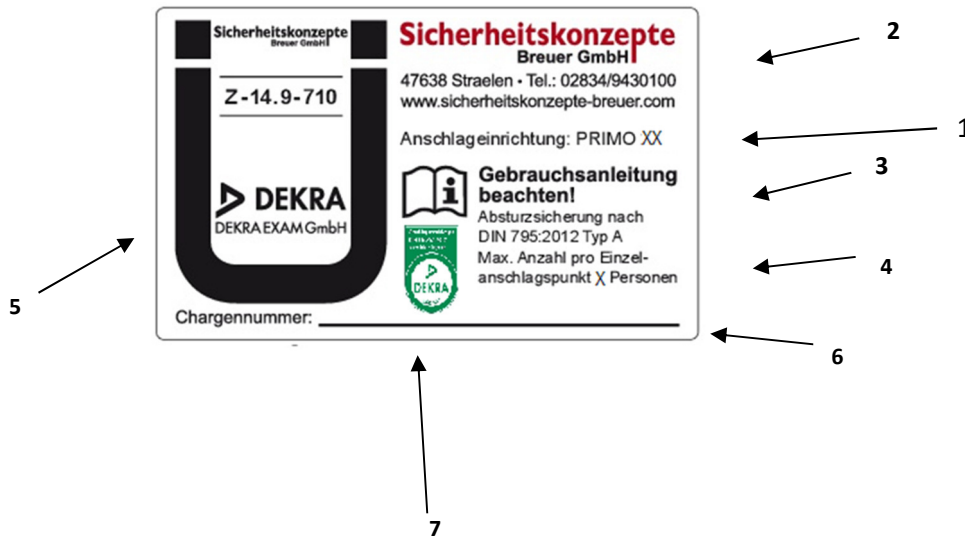 Sicherheitskonzepte
Breuer GmbH
Z-14.9-710
DEKRA
DEKRA EXAM GmbH
Sicherheitskonzepte
Breuer GmbH
47638 Straelen • Tel.: 02834/9430100
www.sicherheitskonzepte-breuer.com
Anschlageinrichtung: PRIMO XX
Gebrauchsanleitung
beachten!
Absturzsicherung nach
DIN 795:2012 Typ A
Max. Anzahl pro Einzel-
anschlagspunkt X Personen
DEKRA
Chargennummer:
2
1
3
4
5
6
7